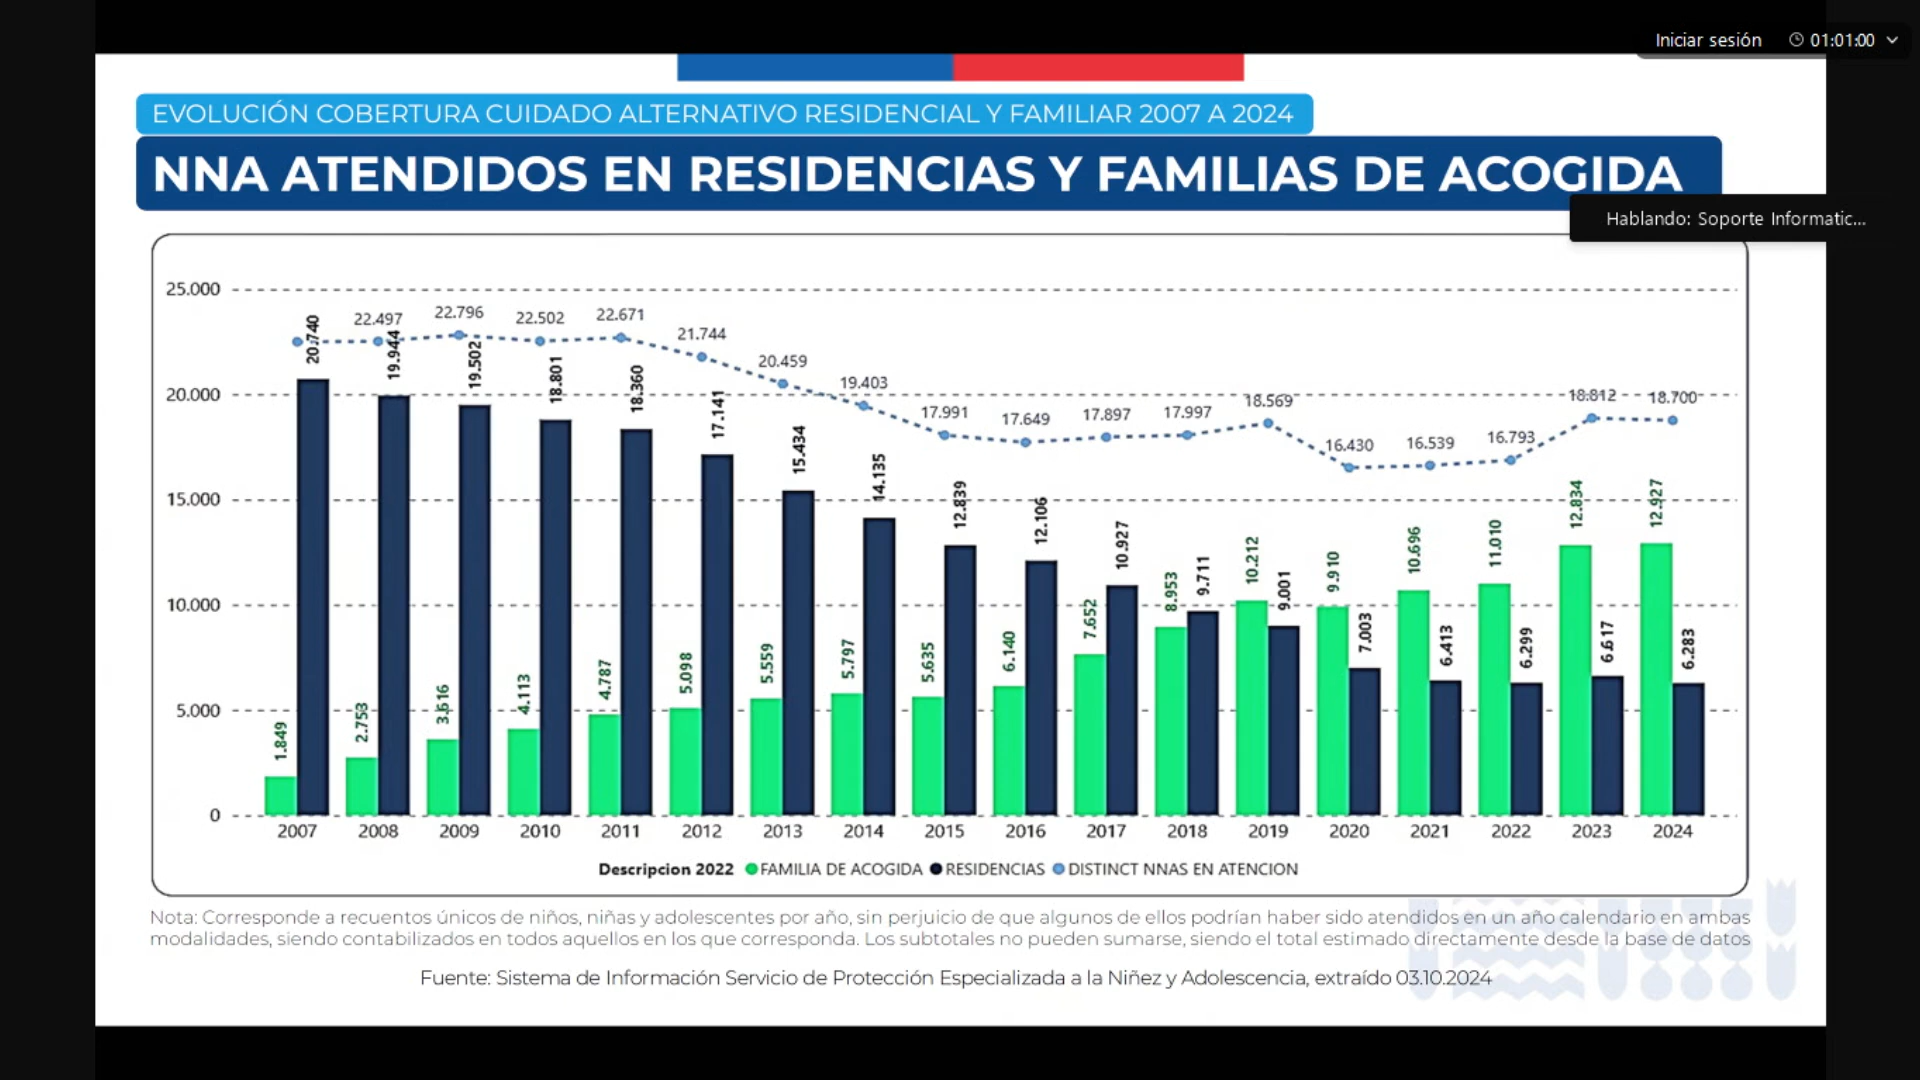 Iniciar sesión 01:01:00
EVOLUCIÓN COBERTURA CUIDADO ALTERNATIVO RESIDENCIAL Y FAMILIAR 2007 A 2024
NNA ATENDIDOS EN RESIDENCIAS Y FAMILIAS DE ACOGIDA
Hablando: Soporte Informatic...
25.000
20.000
15.000
10.000
5.000
0
22.497 22.796 22.502 22.671 21.744 20.459 19.403 17.991 17.649 17.897 17.997 18.569 16.430 16.539 16.793 18.812 18.700
1.849 2.753 3.616 4.113 4.787 5.098 5.559 5.797 5.635 6.140 7.652 8.953 10.212 9.910 10.696 11.010 12.834 12.927
20.740 19.944 19.502 18.801 18.360 17.141 15.434 14.135 12.839 12.106 10.927 9.711 9.001 7.003 6.413 6.299 6.617 6.283
2007 2008 2009 2010 2011 2012 2013 2014 2015 2016 2017 2018 2019 2020 2021 2022 2023 2024
Descripcion 2022 FAMILIA DE ACOGIDA RESIDENCIAS DISTINCT NNAS EN ATENCION
Nota: Corresponde a recuentos únicos de niños, niñas y adolescentes por año, sin perjuicio de que algunos de ellos podrían haber sido atendidos en un año calendario en ambas
modalidades, siendo contabilizados en todos aquellos en los que corresponda. Los subtotales no pueden sumarse, siendo el total estimado directamente desde la base de datos
Fuente: Sistema de Información Servicio de Protección Especializada a la Niñez y Adolescencia, extraído 03.10.2024